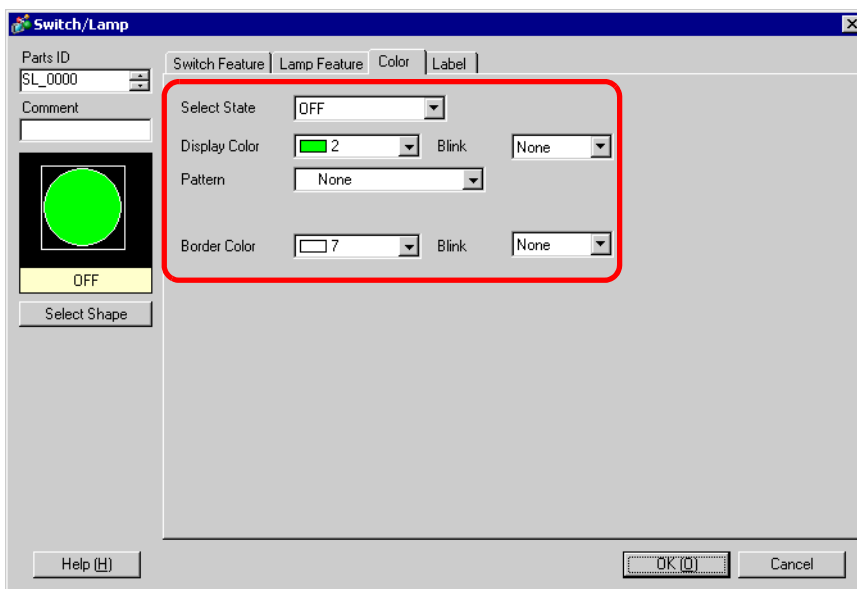 Switch/Lamp
Parts ID
SL_0000
Comment
OFF
Select Shape
Switch Feature
Lamp Feature
Color
Label
Select State OFF
Display Color 2 Blink None
Pattern None
Border Color 7 Blink None
Help (H)
OK (O)
Cancel